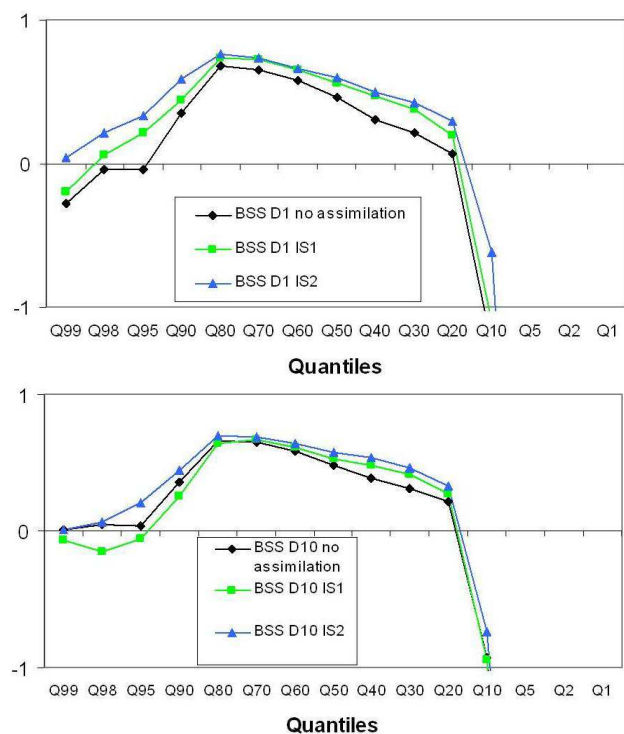 1
0
BSS D1 no assimilation
BSS D1 IS1
BSS D1 IS2
-1
Q99 Q98 Q95 Q90 Q80 Q70 Q60 Q50 Q40 Q30 Q20 Q10 Q5 Q2 Q1
Quantiles
1
0
BSS D10 no
assimilation
BSS D10 IS1
BSS D10 IS2
-1
Q99 Q98 Q95 Q90 Q80 Q70 Q60 Q50 Q40 Q30 Q20 Q10 Q5 Q2 Q1
Quantiles